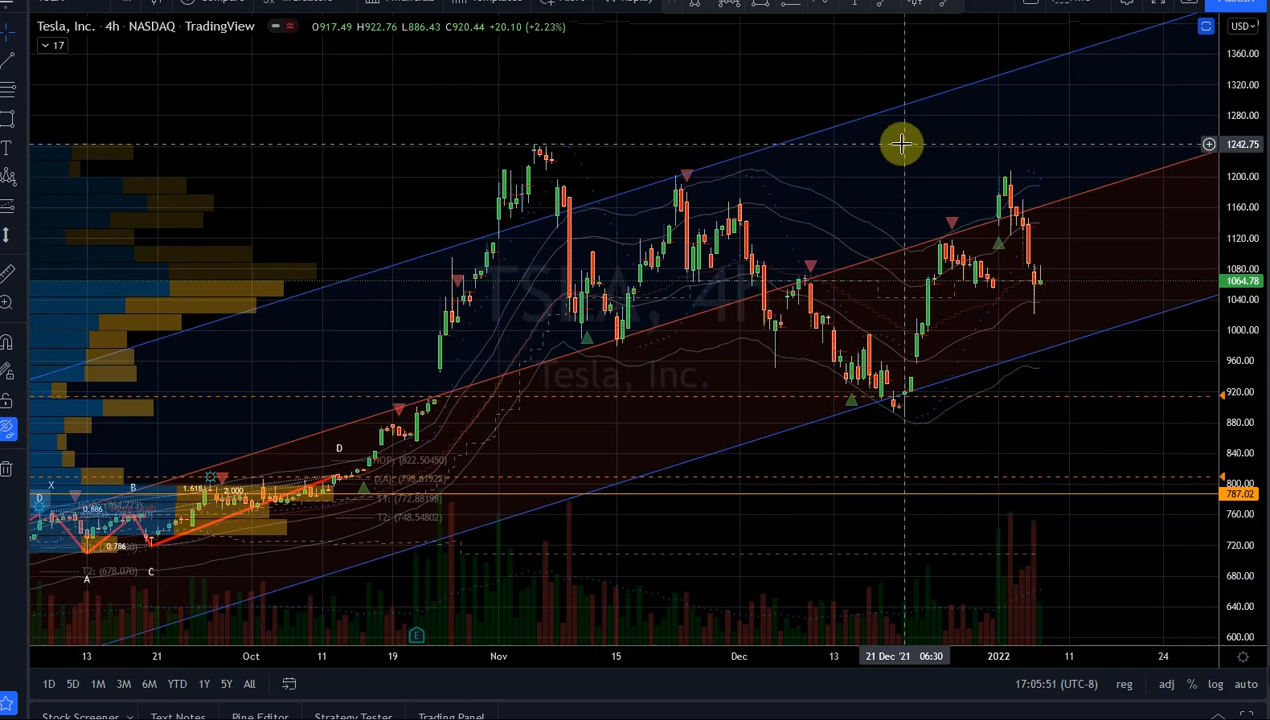 Tesla, Inc. · 4h · NASDAQ · TradingView O917.49 H922.76 L886.43 C920.44 +20.10 (+2.23%)
17
USD
1360.00
1320.00
1280.00
1242.75
1200.00
1160.00
1120.00
1080.00
1064.78
1040.00
1000.00
960.00
920.00
880.00
840.00
800.00
787.02
760.00
720.00
680.00
640.00
600.00
TSLA, 4h
Tesla, Inc.
D
X
B
D
A
C
1.618
2.000
0.886
0.786
(822.50450)
T1: (772.88198)
T2: (748.54802)
T2: (678.070)
E
13
21
Oct
11
19
Nov
15
Dec
13
21 Dec '21 06:30
2022
11
24
1D 5D 1M 3M 6M YTD 1Y 5Y All
17:05:51 (UTC-8) reg adj % log auto
Stock Screener Text Notes Pine Editor Strategy Tester Trading Panel